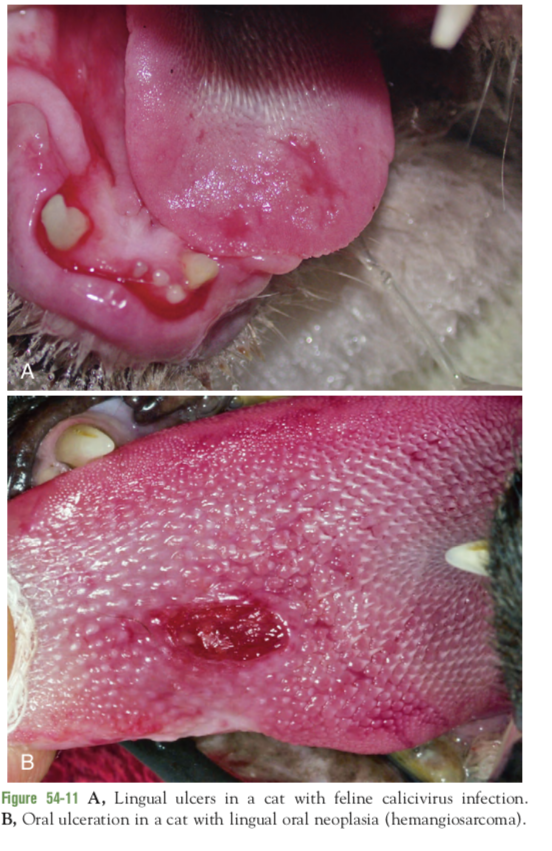 A
B
Figure 54-11 A, Lingual ulcers in a cat with feline calicivirus infection.
B, Oral ulceration in a cat with lingual oral neoplasia (hemangiosarcoma).